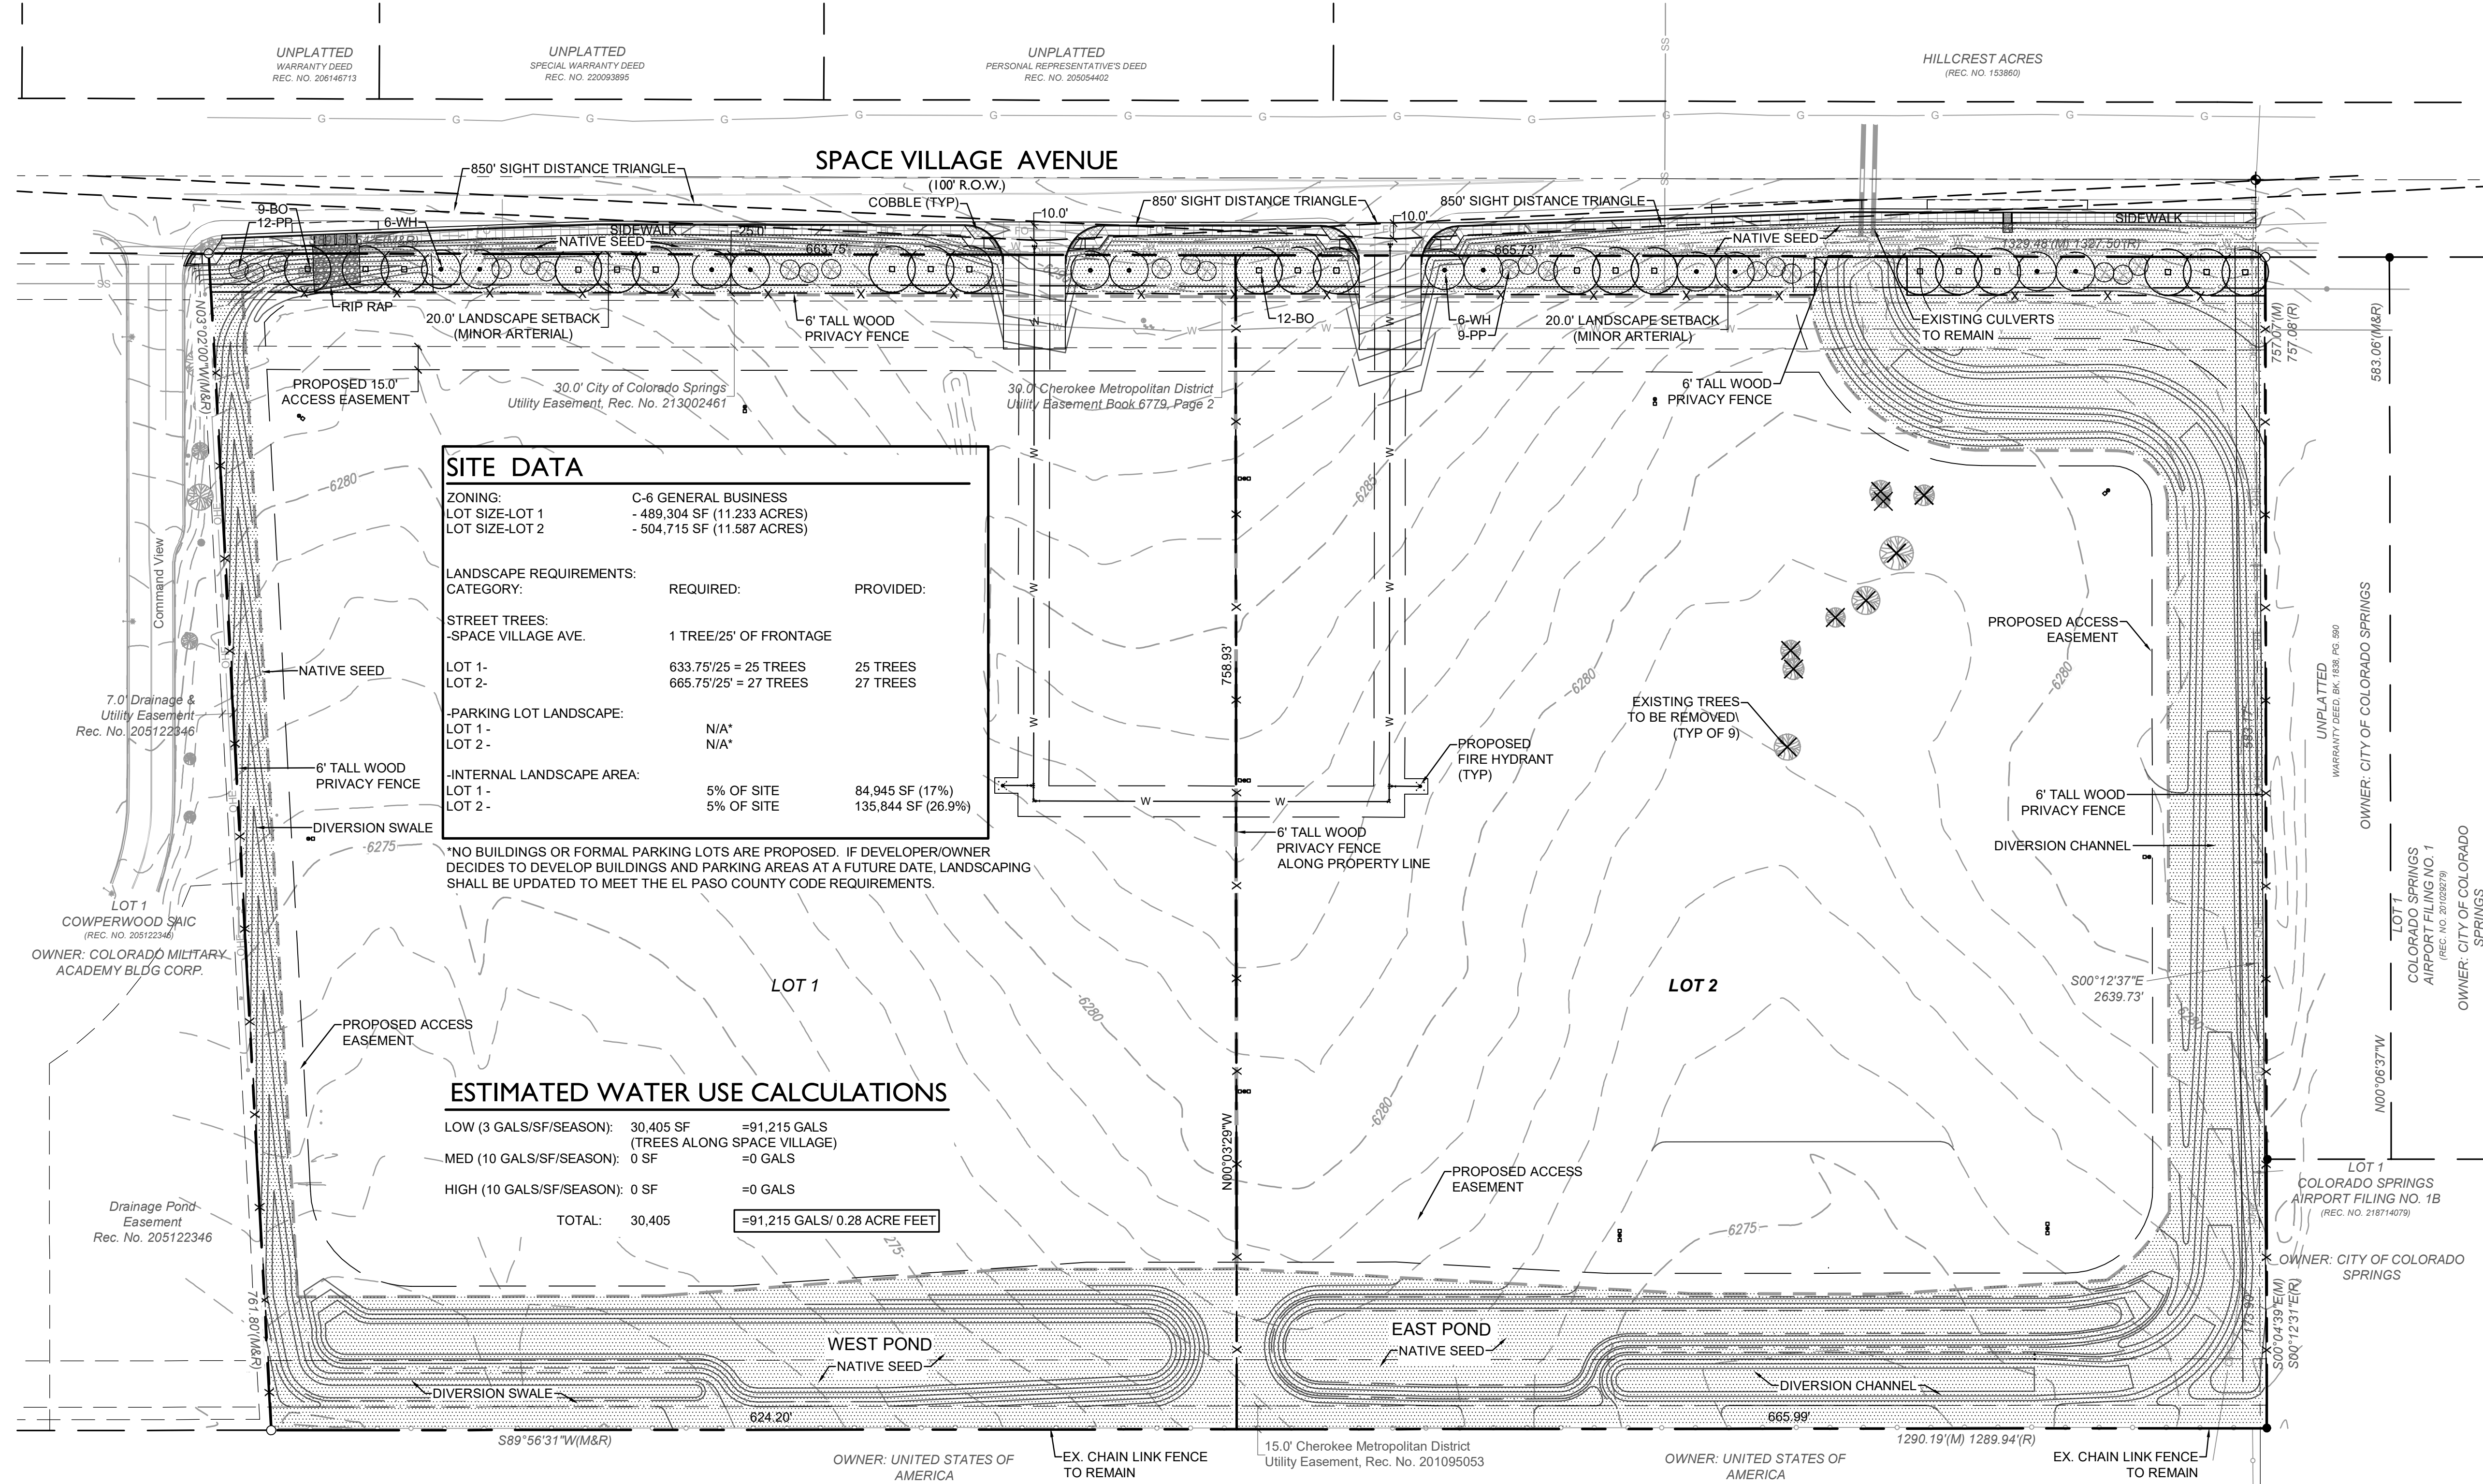 UNPLATTED
WARRANTY DEED
REC. NO. 206146713
UNPLATTED
SPECIAL WARRANTY DEED
REC. NO. 220093895
UNPLATTED
PERSONAL REPRESENTATIVE'S DEED
REC. NO. 205054402
HILLCREST ACRES
(REC. NO. 153860)
SPACE VILLAGE AVENUE
(100' R.O.W.)
850' SIGHT DISTANCE TRIANGLE
COBBLE (TYP)
10.0'
850' SIGHT DISTANCE TRIANGLE
10.0'
850' SIGHT DISTANCE TRIANGLE
9-BO
12-PP
6-WH
SIDEWALK
NATIVE SEED
25.0'
663.75'
665.73'
NATIVE SEED
SIDEWALK
1329.48'(M) 1327.50'(R)
RIP RAP
20.0' LANDSCAPE SETBACK
(MINOR ARTERIAL)
6' TALL WOOD
PRIVACY FENCE
12-BO
6-WH
9-PP
20.0' LANDSCAPE SETBACK
(MINOR ARTERIAL)
EXISTING CULVERTS
TO REMAIN
N03°02'00"W(M&R)
757.07'(M)
757.08'(R)
583.06'(M&R)
PROPOSED 15.0'
ACCESS EASEMENT
30.0' City of Colorado Springs
Utility Easement, Rec. No. 213002461
30.0' Cherokee Metropolitan District
Utility Easement Book 6779, Page 2
6' TALL WOOD
PRIVACY FENCE
6280
6285
SITE DATA
ZONING: C-6 GENERAL BUSINESS
LOT SIZE-LOT 1 - 489,304 SF (11.233 ACRES)
LOT SIZE-LOT 2 - 504,715 SF (11.587 ACRES)
LANDSCAPE REQUIREMENTS:
CATEGORY: REQUIRED: PROVIDED:
STREET TREES:
-SPACE VILLAGE AVE. 1 TREE/25' OF FRONTAGE
LOT 1- 633.75'/25 = 25 TREES 25 TREES
LOT 2- 665.75'/25' = 27 TREES 27 TREES
-PARKING LOT LANDSCAPE:
LOT 1 - N/A*
LOT 2 - N/A*
-INTERNAL LANDSCAPE AREA:
LOT 1 - 5% OF SITE 84,945 SF (17%)
LOT 2 - 5% OF SITE 135,844 SF (26.9%)
*NO BUILDINGS OR FORMAL PARKING LOTS ARE PROPOSED. IF DEVELOPER/OWNER
DECIDES TO DEVELOP BUILDINGS AND PARKING AREAS AT A FUTURE DATE, LANDSCAPING
SHALL BE UPDATED TO MEET THE EL PASO COUNTY CODE REQUIREMENTS.
Command View
NATIVE SEED
7.0' Drainage &
Utility Easement
Rec. No. 205122346
6' TALL WOOD
PRIVACY FENCE
DIVERSION SWALE
6275
LOT 1
COWPERWOOD SAIC
(REC. NO. 205122346)
OWNER: COLORADO MILITARY
ACADEMY BLDG CORP.
PROPOSED ACCESS
EASEMENT
Drainage Pond
Easement
Rec. No. 205122346
758.93'
PROPOSED
FIRE HYDRANT
(TYP)
6' TALL WOOD
PRIVACY FENCE
ALONG PROPERTY LINE
6280
EXISTING TREES
TO BE REMOVED\
(TYP OF 9)
6280
PROPOSED ACCESS
EASEMENT
6' TALL WOOD
PRIVACY FENCE
DIVERSION CHANNEL
583.17'
UNPLATTED
WARRANTY DEED, BK, 1838, PG. 590
OWNER: CITY OF COLORADO SPRINGS
LOT 1
COLORADO SPRINGS
AIRPORT FILING NO. 1
(REC. NO. 201029279)
OWNER: CITY OF COLORADO
SPRINGS
S00°12'37"E
2639.73'
6280
N00°06'37"W
LOT 1
LOT 2
6280
6280
ESTIMATED WATER USE CALCULATIONS
LOW (3 GALS/SF/SEASON): 30,405 SF =91,215 GALS
(TREES ALONG SPACE VILLAGE)
MED (10 GALS/SF/SEASON): 0 SF =0 GALS
HIGH (10 GALS/SF/SEASON): 0 SF =0 GALS
TOTAL: 30,405 =91,215 GALS/ 0.28 ACRE FEET
N00°03'29"W
PROPOSED ACCESS
EASEMENT
6275
LOT 1
COLORADO SPRINGS
AIRPORT FILING NO. 1B
(REC. NO. 218714079)
OWNER: CITY OF COLORADO
SPRINGS
761.80'(M&R)
WEST POND
NATIVE SEED
DIVERSION SWALE
EAST POND
NATIVE SEED
DIVERSION CHANNEL
173.90'
S00°04'39"E(M)
S00°12'31"E(R)
624.20'
665.99'
S89°56'31"W(M&R)
1290.19'(M) 1289.94'(R)
OWNER: UNITED STATES OF
AMERICA
EX. CHAIN LINK FENCE
TO REMAIN
15.0' Cherokee Metropolitan District
Utility Easement, Rec. No. 201095053
OWNER: UNITED STATES OF
AMERICA
EX. CHAIN LINK FENCE
TO REMAIN